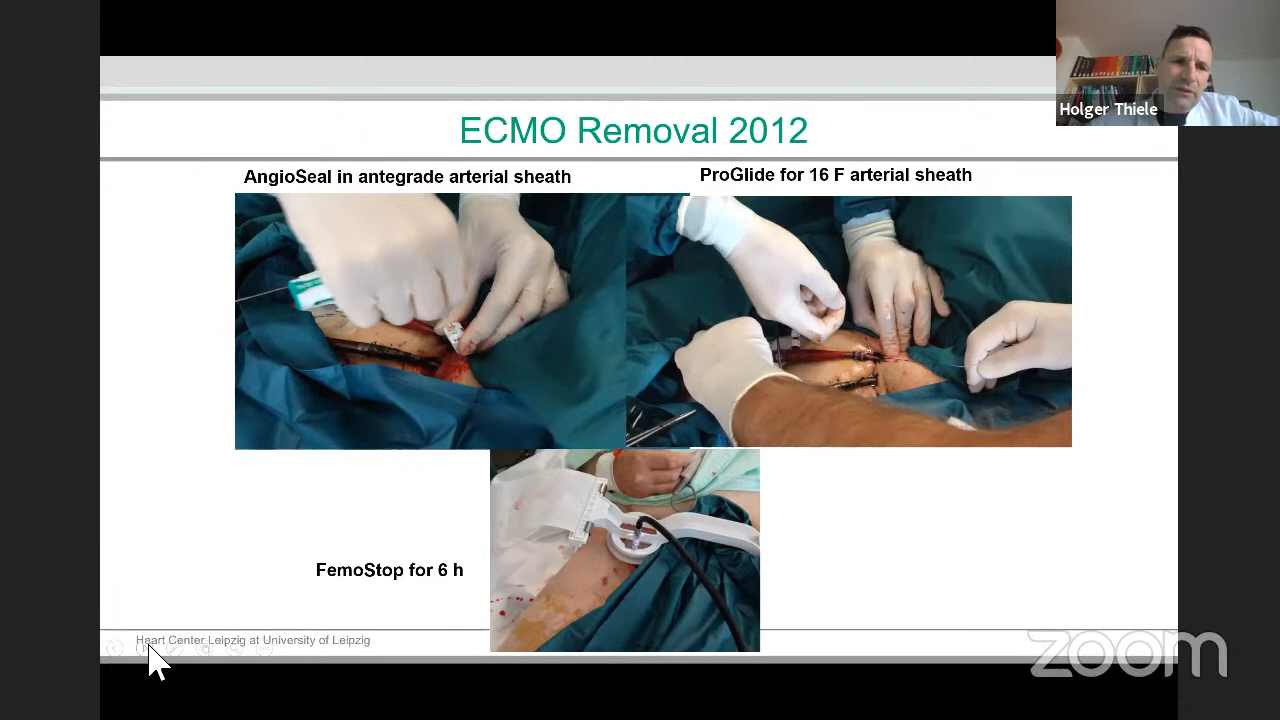 Holger Thiele
ECMO Removal 2012
AngioSeal in antegrade arterial sheath
ProGlide for 16 F arterial sheath
FemoStop for 6 h
Heart Center Leipzig at University of Leipzig
zoom